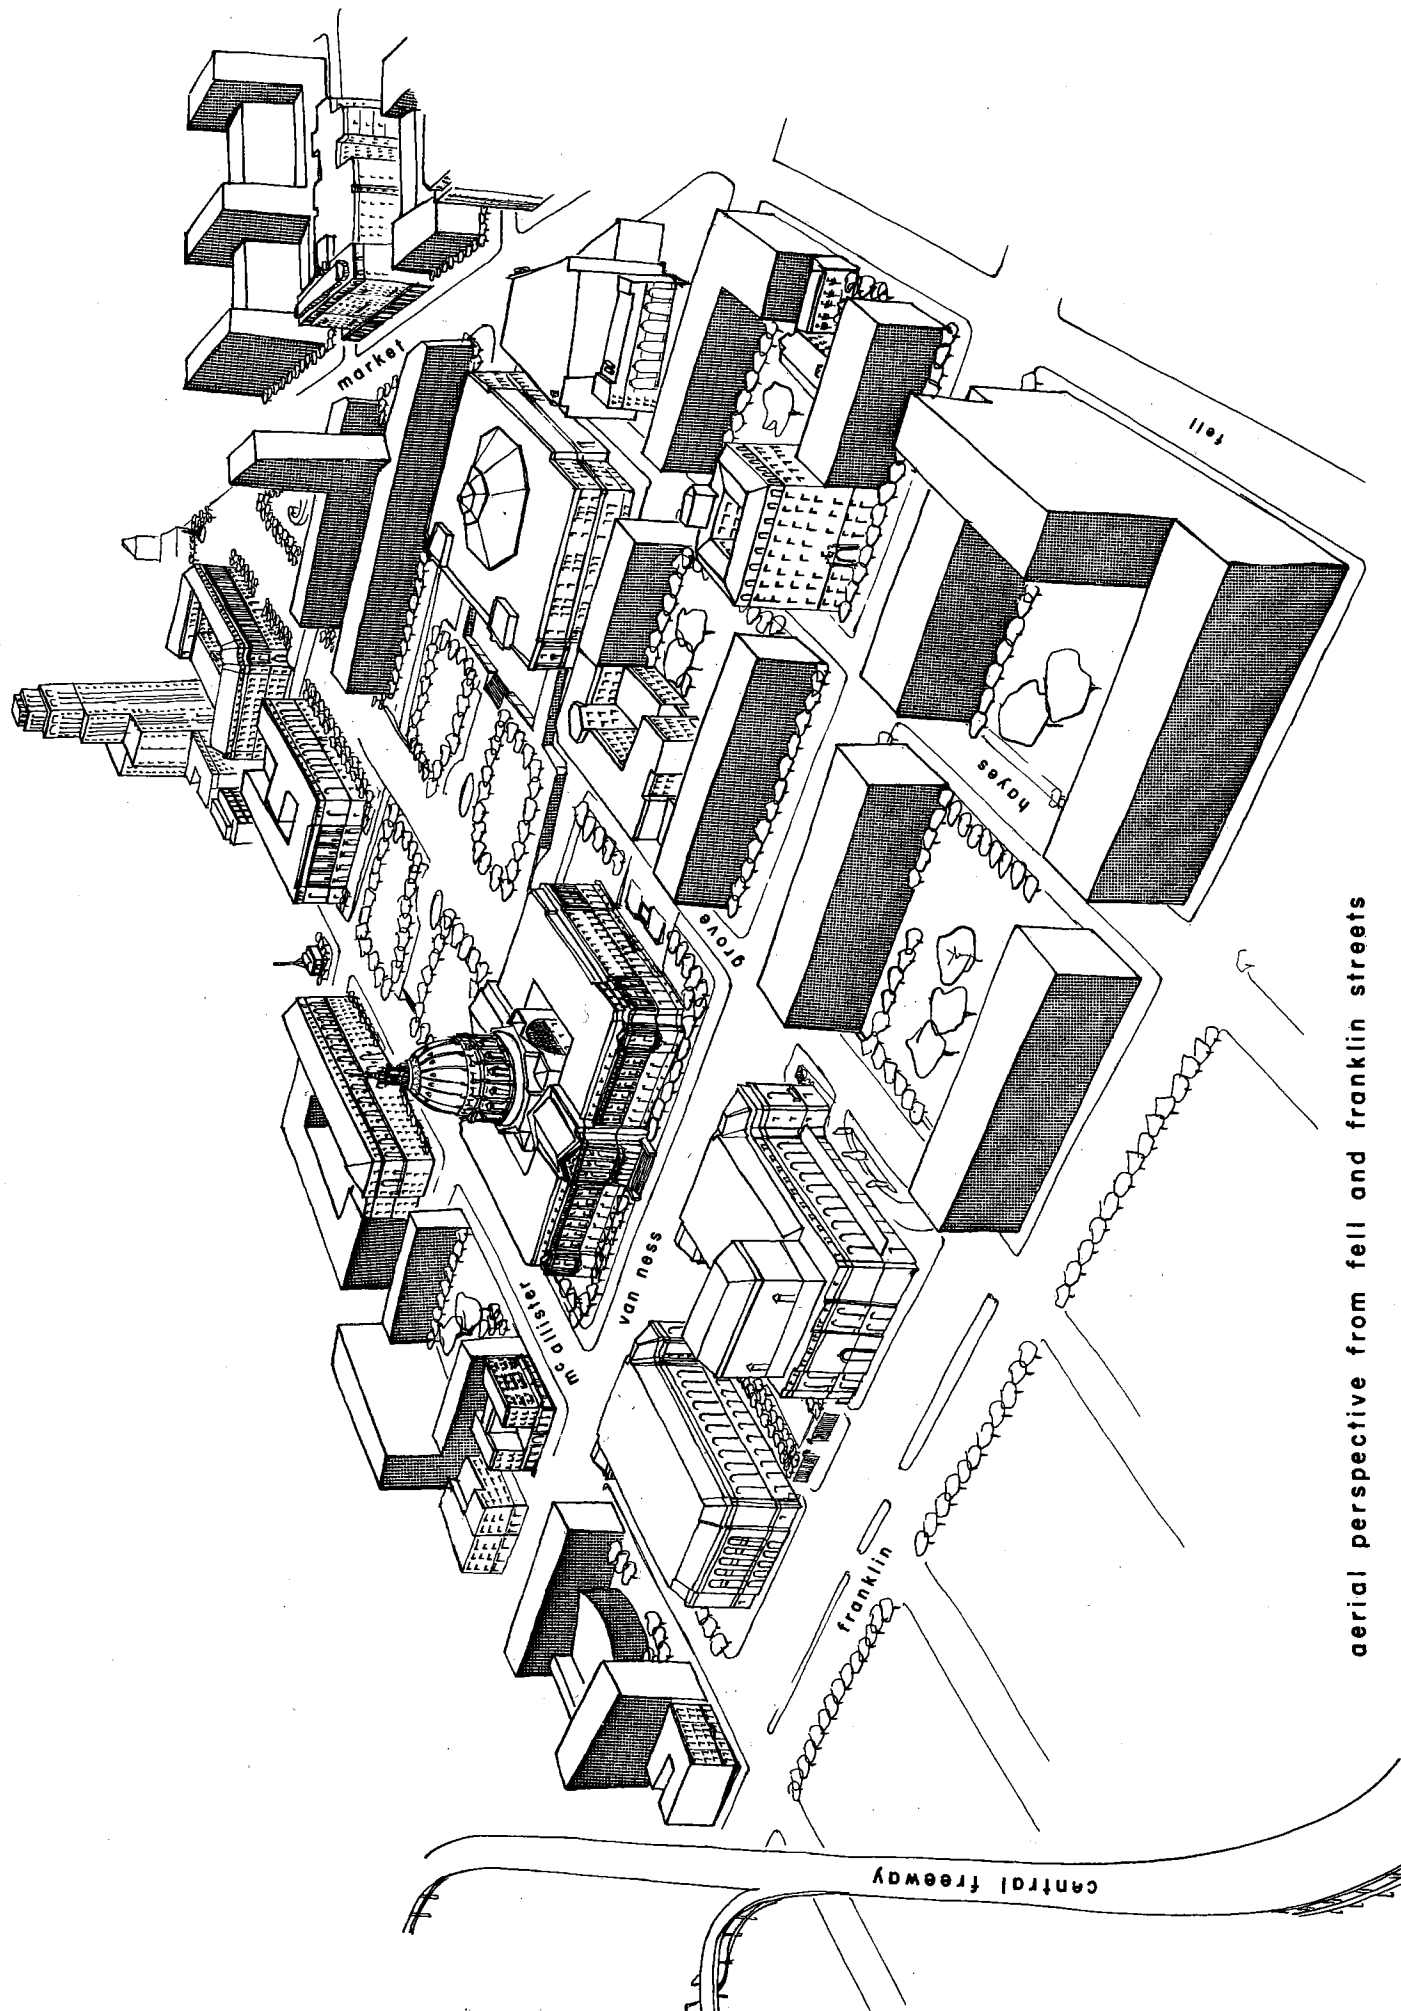 market
fell
hayes
grove
van ness
mc allister
franklin
central freeway
aerial perspective from fell and franklin streets